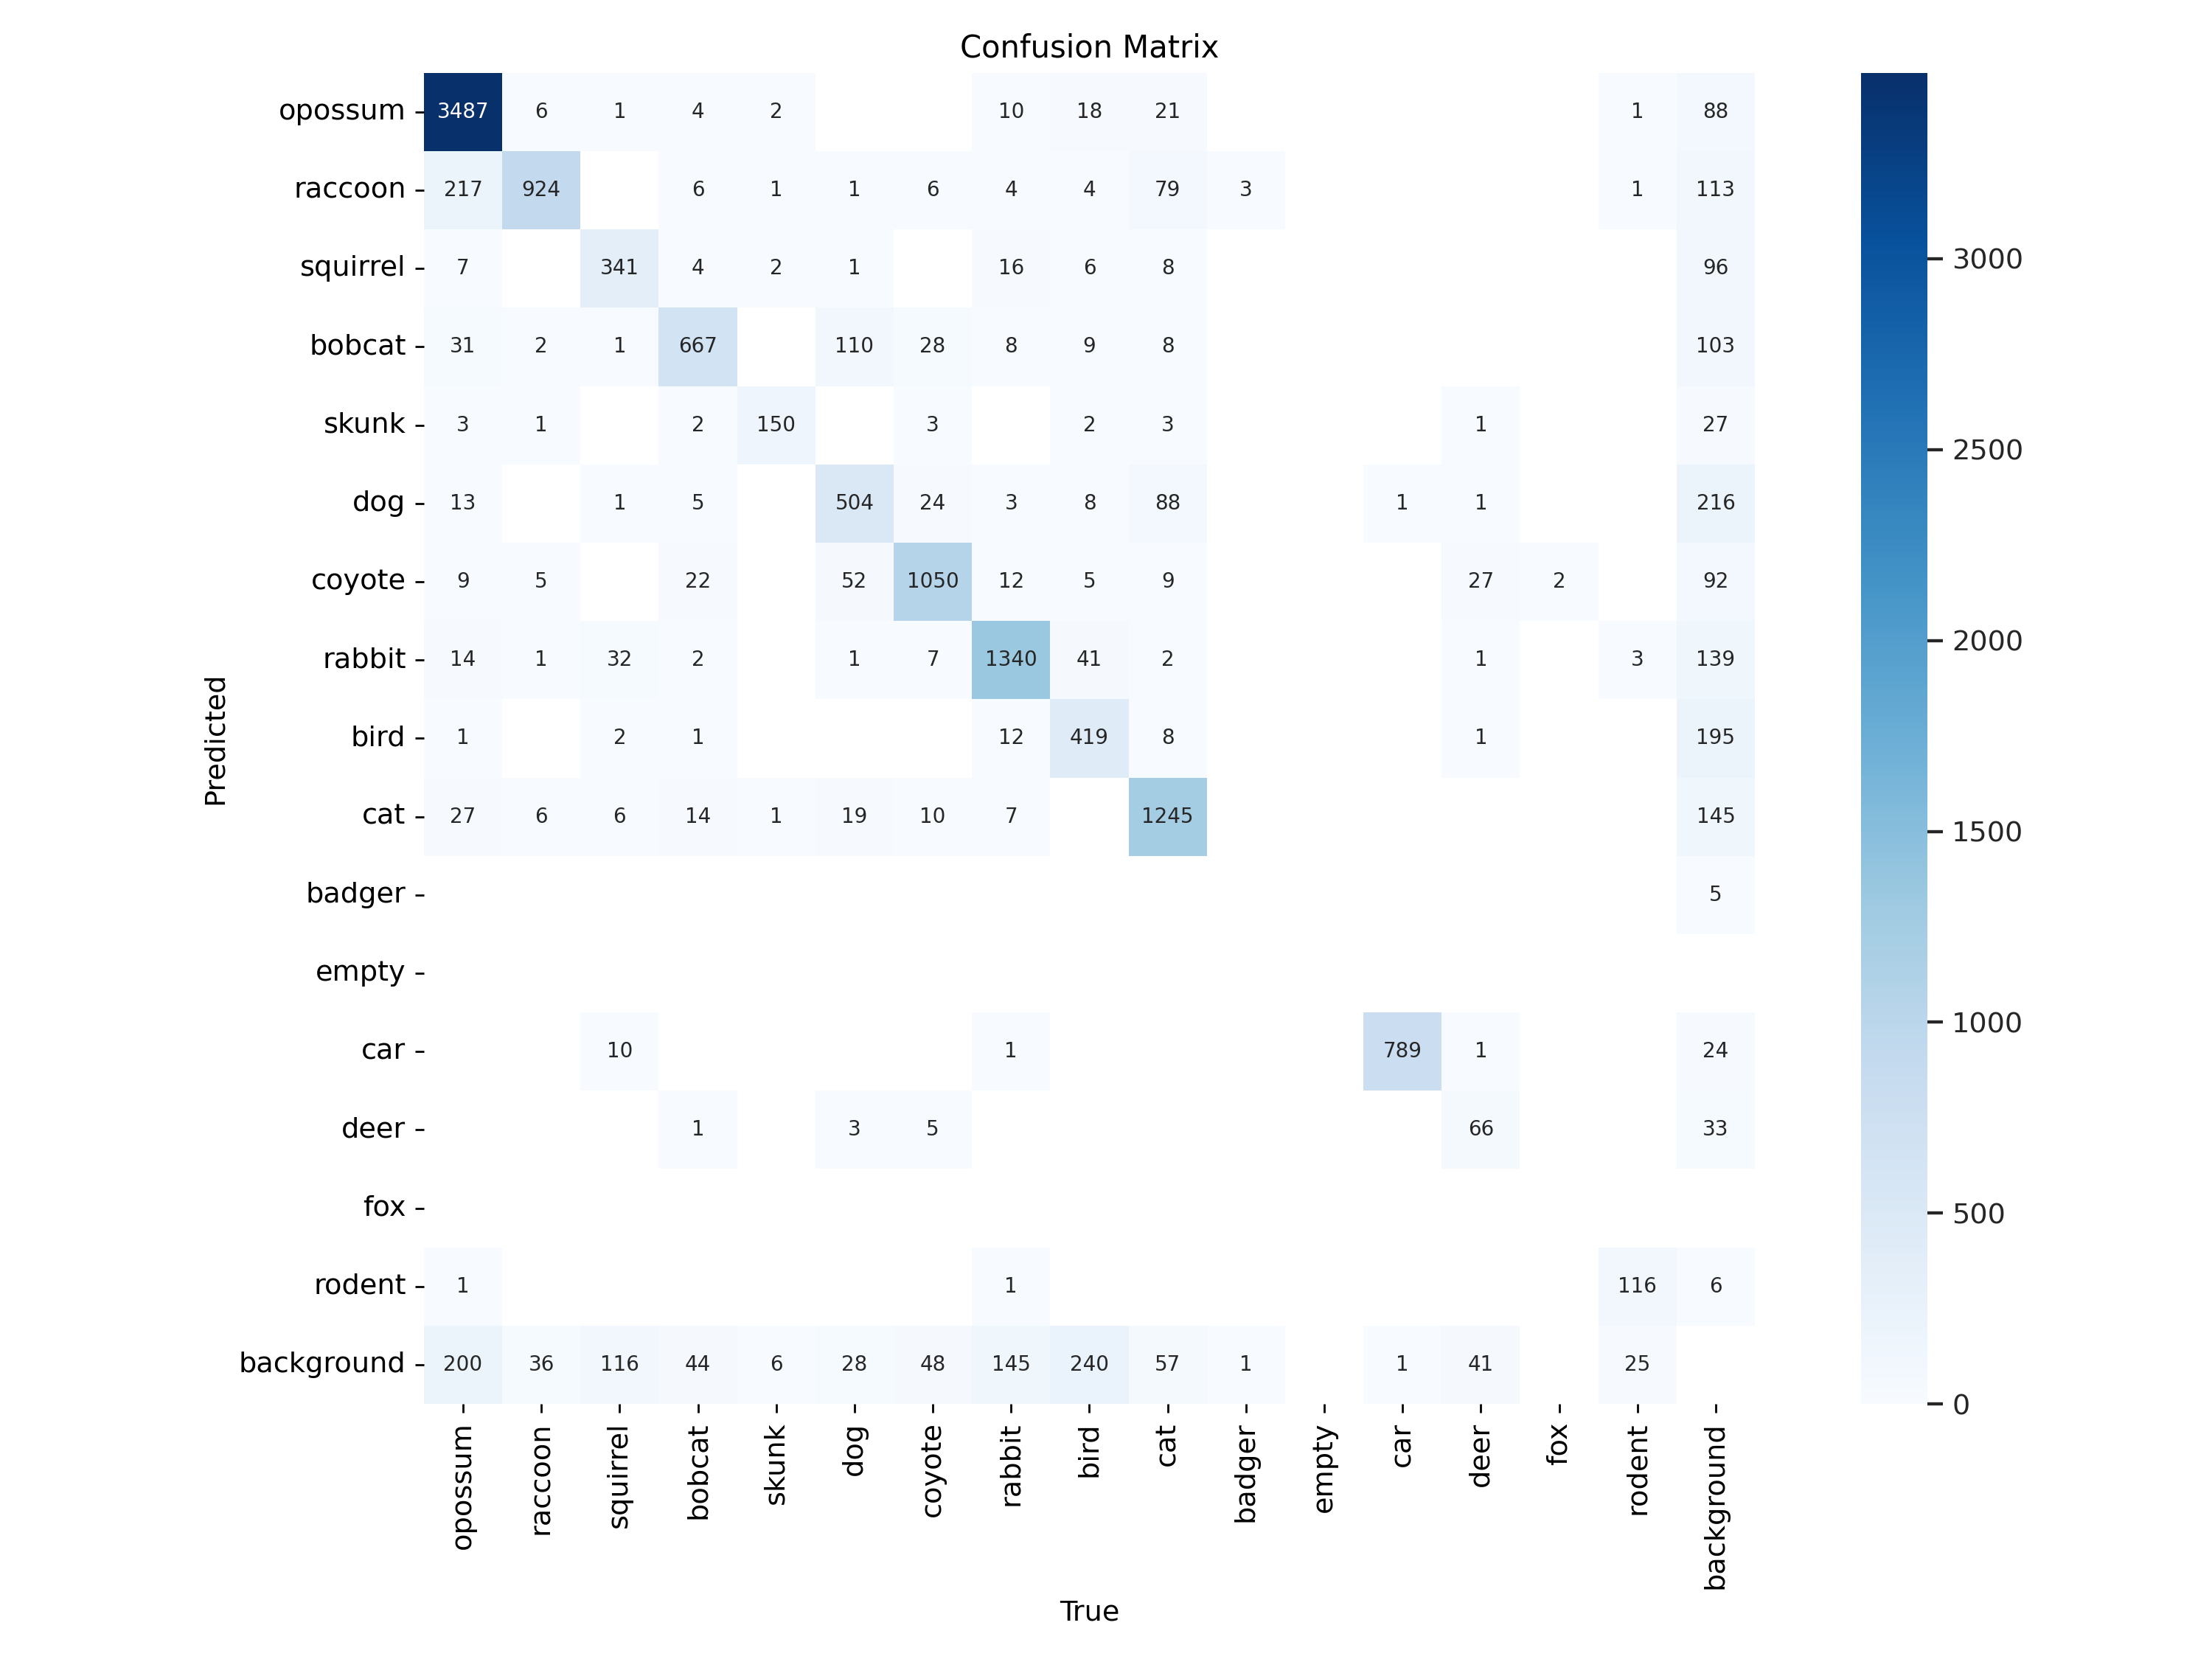 Confusion Matrix
opossum 3487 6 1 4 2 10 18 21 1 88
raccoon 217 924 6 1 1 6 4 4 79 3 1 113
squirrel 7 341 4 2 1 16 6 8 96
bobcat 31 2 1 667 110 28 8 9 8 103
skunk 3 1 2 150 3 2 3 1 27
dog 13 1 5 504 24 3 8 88 1 1 216
coyote 9 5 22 52 1050 12 5 9 27 2 92
rabbit 14 1 32 2 1 7 1340 41 2 1 3 139
bird 1 2 1 12 419 8 1 195
cat 27 6 6 14 1 19 10 7 1245 145
badger 5
empty
car 10 1 789 1 24
deer 1 3 5 66 33
fox
rodent 1 1 116 6
background 200 36 116 44 6 28 48 145 240 57 1 1 41 25
opossum raccoon squirrel bobcat skunk dog coyote rabbit bird cat badger empty car deer fox rodent background
True
Predicted
3000
2500
2000
1500
1000
500
0